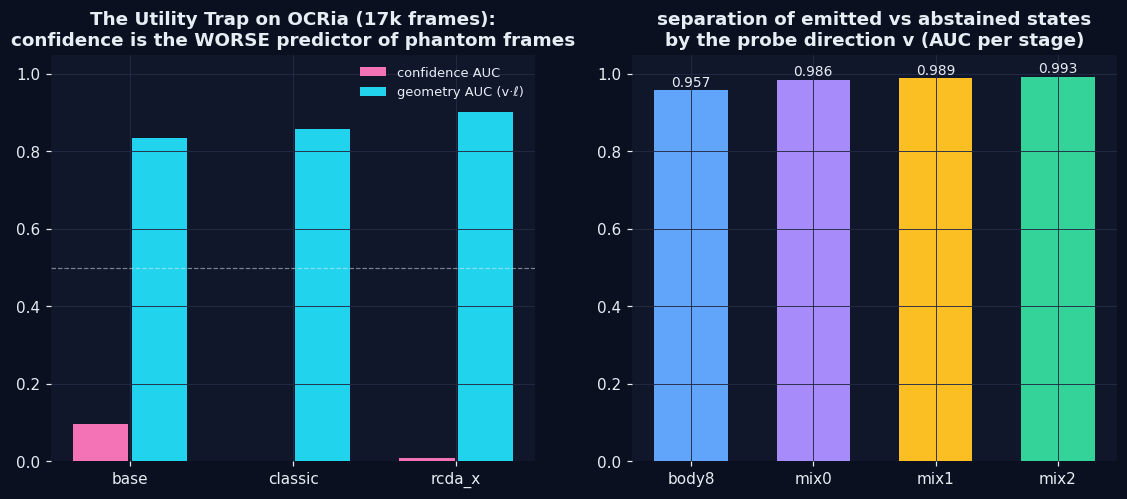 The Utility Trap on OCRia (17k frames):
confidence is the WORSE predictor of phantom frames
confidence AUC
geometry AUC (v·ℓ)
1.0
0.8
0.6
0.4
0.2
0.0
base classic rcda_x
separation of emitted vs abstained states
by the probe direction v (AUC per stage)
0.957 0.986 0.989 0.993
1.0
0.8
0.6
0.4
0.2
0.0
body8 mix0 mix1 mix2